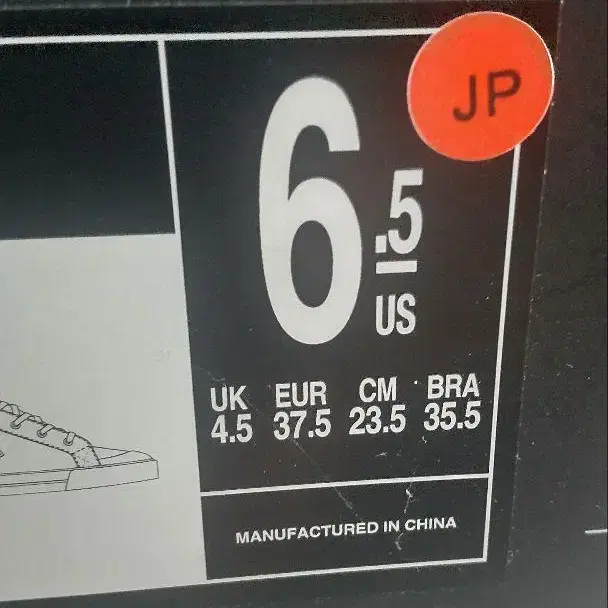 JP
6.5
US
UK EUR CM BRA
4.5 37.5 23.5 35.5
MANUFACTURED IN CHINA